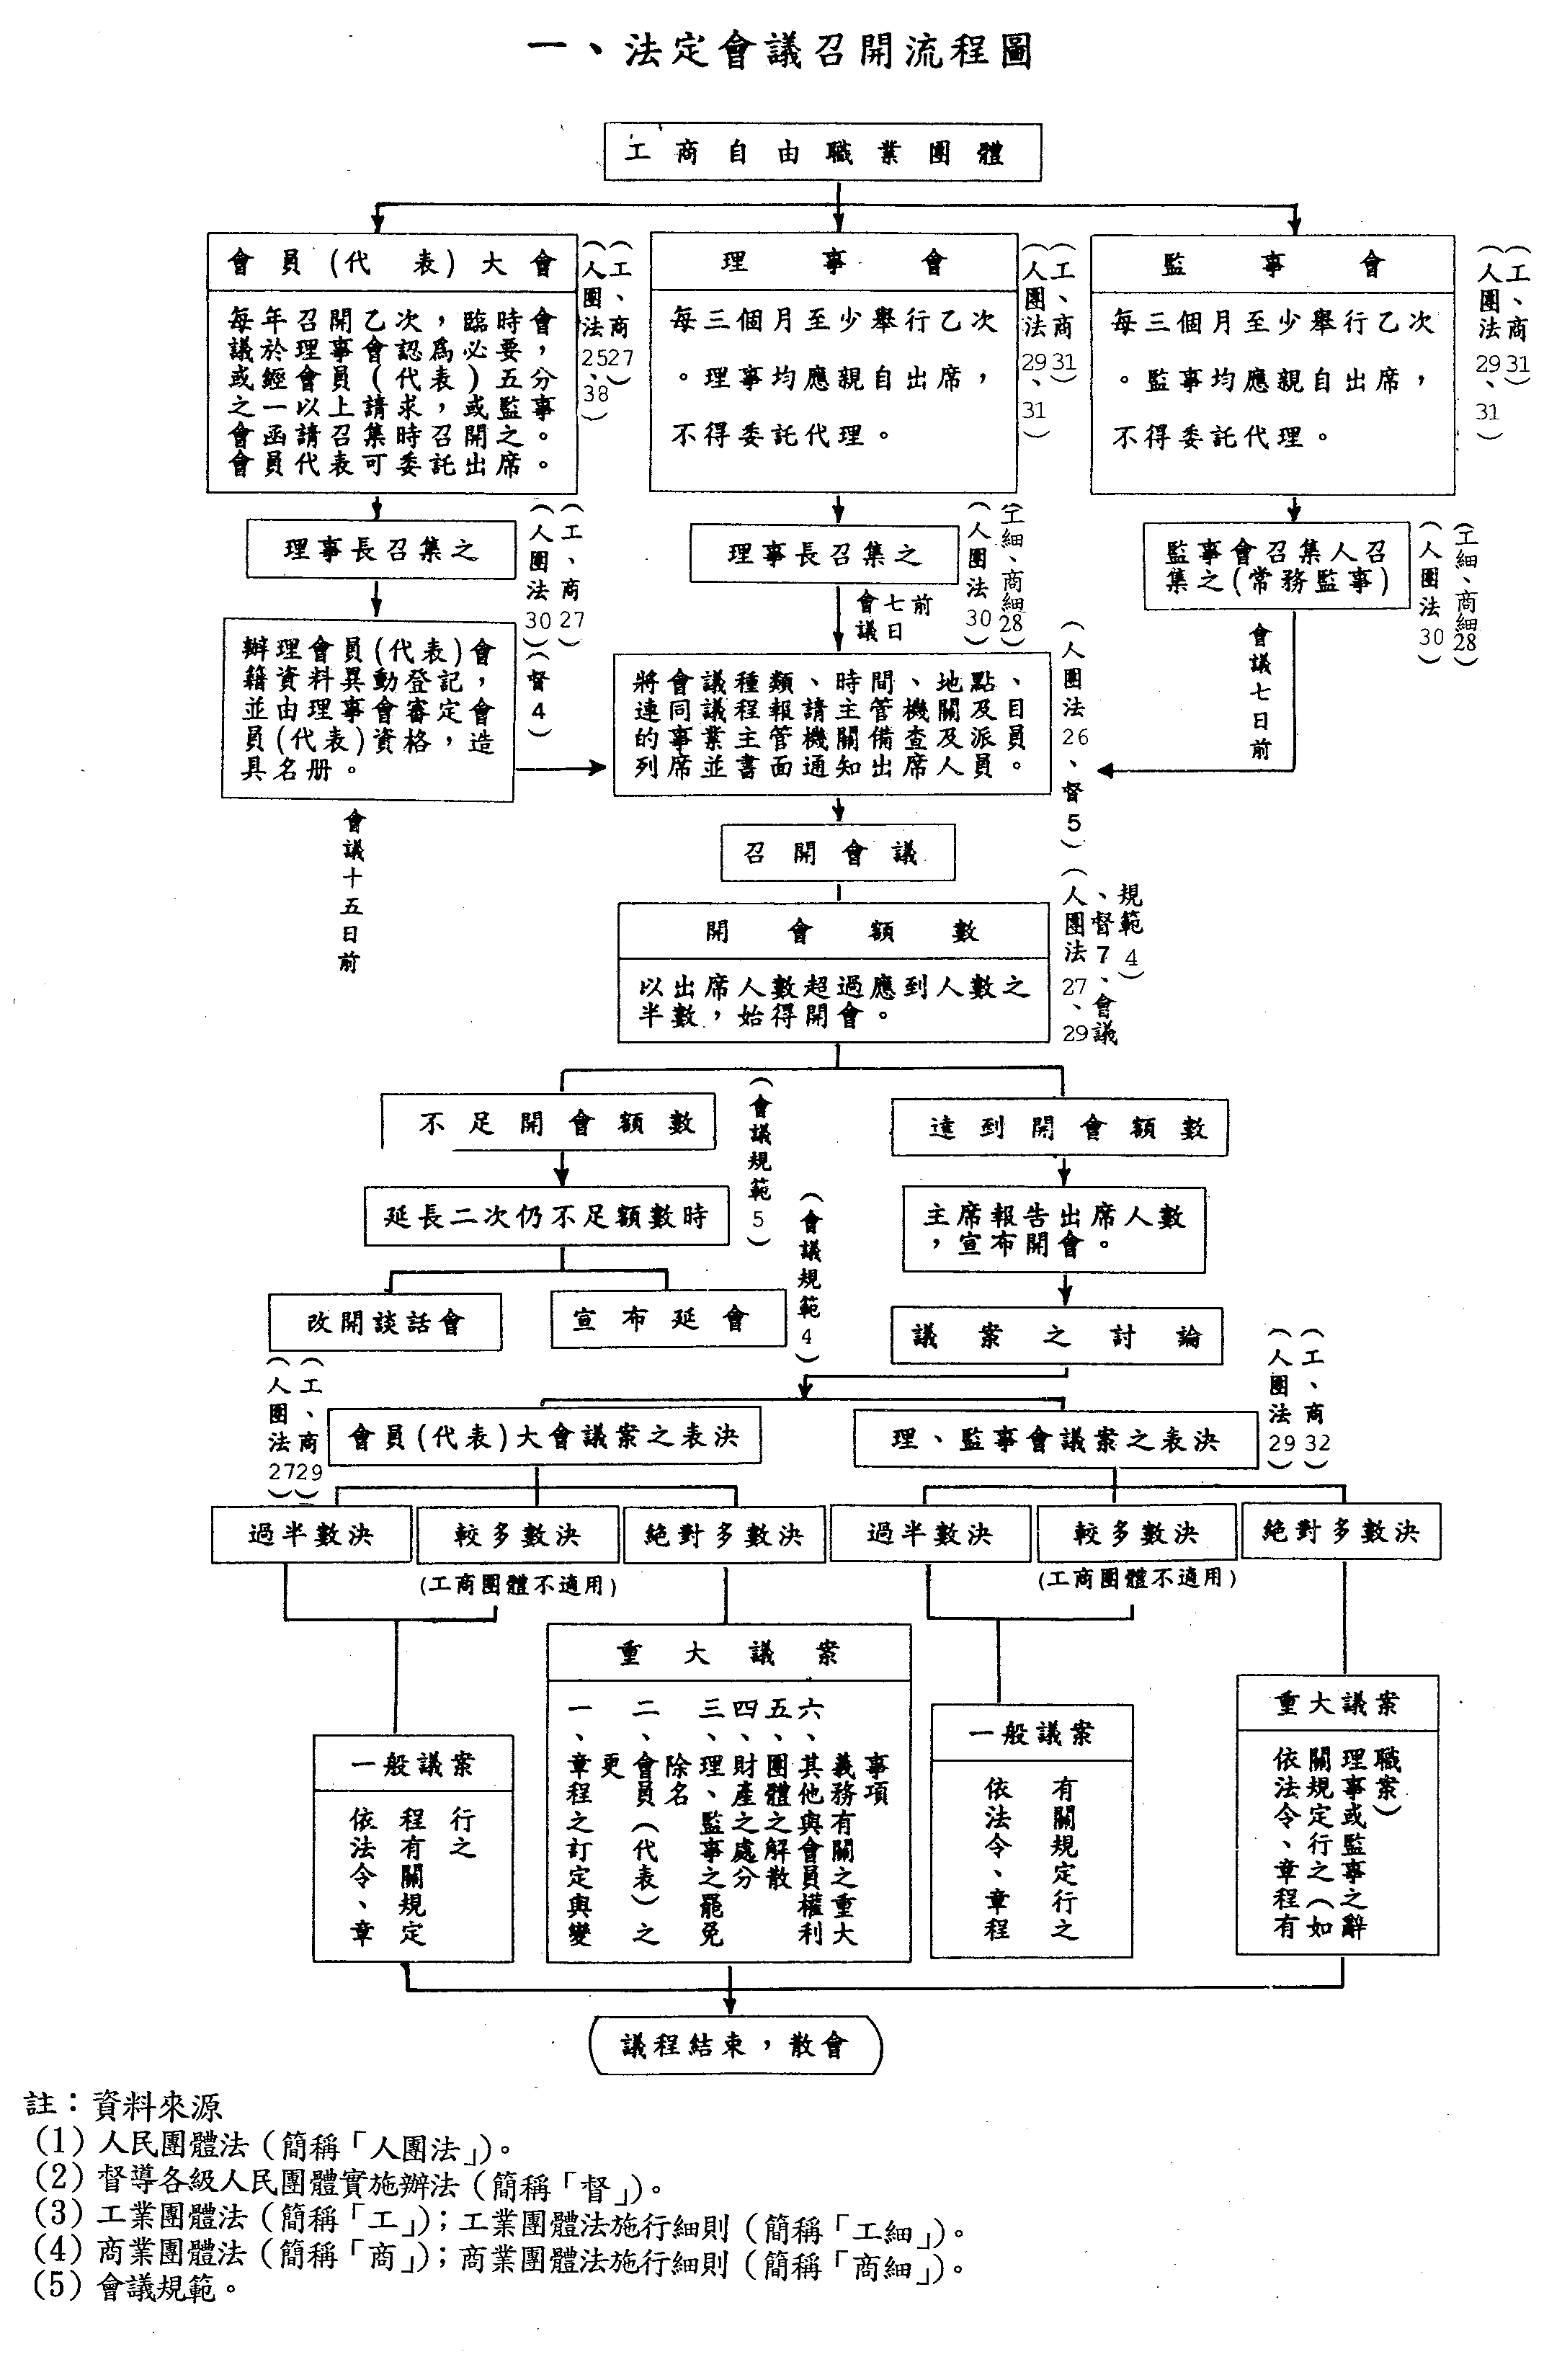 一、法定會議召開流程圖
工商自由職業團體
會員(代表)大會
每年召開乙次，臨時會
議於理事會認為必要，
或經會員(代表)五分
之一以上請求，或監事
會函請召集時召開之。
會員代表可委託出席。
(工、商27)
(人團法25、38)
理事會
每三個月至少舉行乙次
。理事均應親自出席，
不得委託代理。
(工、商31)
(人團法29、31)
監事會
每三個月至少舉行乙次
。監事均應親自出席，
不得委託代理。
(工、商31)
(人團法29、31)
理事長召集之
(工、商27)
(人團法30)
理事長召集之
(工細、商細28)
(人團法30)
監事會召集人召
集之(常務監事)
(工細、商細28)
(人團法30)
辦理會員(代表)會
籍資料異動登記，
並由理事會審定會
員(代表)資格，造
具名册。
(督4)
會議十五日前
會議七日前
會議七日前
將會議種類、時間、地點、
連同議程報請主管機關及目
的事業主管機關備查及派員
列席並書面通知出席人員。
(人團法26、督5)
召開會議
開會額數
以出席人數超過應到人數之
半數，始得開會。
(人團法27、29
、督7、會議
規範4)
不足開會額數
(會議規範5)
達到開會額數
延長二次仍不足額數時
主席報告出席人數
，宣布開會。
改開談話會
宣布延會
議案之討論
(會議規範4)
會員(代表)大會議案之表決
(工、商29)
(人團法27)
理、監事會議案之表決
(工、商32)
(人團法29)
過半數決
較多數決
(工商團體不適用)
絕對多數決
過半數決
較多數決
(工商團體不適用)
絕對多數決
一般議案
依法令、章
程有關規定
行之
重大議案
一、章程之訂定與變
更
二、會員(代表)之
除名
三、理、監事之罷免
四、財產之處分
五、團體之解散
六、其他與會員權利
義務有關之重大
事項
一般議案
依法令、章程
有關規定行之
重大議案
依法令、章程有
關規定行之(如
理事或監事之辭
職案)
議程結束，散會
註：資料來源
(1)人民團體法(簡稱「人團法」)。
(2)督導各級人民團體實施辦法(簡稱「督」)。
(3)工業團體法(簡稱「工」)；工業團體法施行細則(簡稱「工細」)。
(4)商業團體法(簡稱「商」)；商業團體法施行細則(簡稱「商細」)。
(5)會議規範。